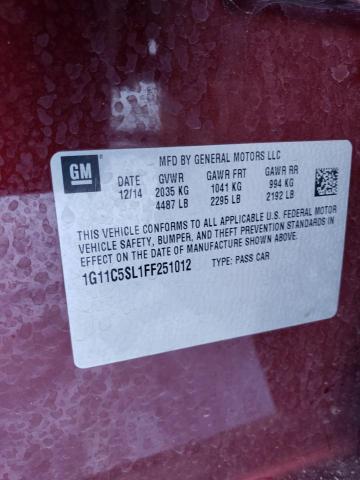 GM
MFD BY GENERAL MOTORS LLC
DATE GVWR GAWR FRT GAWR RR
12/14 2035 KG 1041 KG 994 KG
4487 LB 2295 LB 2192 LB
THIS VEHICLE CONFORMS TO ALL APPLICABLE U.S. FEDERAL MOTOR
VEHICLE SAFETY, BUMPER, AND THEFT PREVENTION STANDARDS IN
EFFECT ON THE DATE OF MANUFACTURE SHOWN ABOVE.
1G11C5SL1FF251012 TYPE: PASS CAR